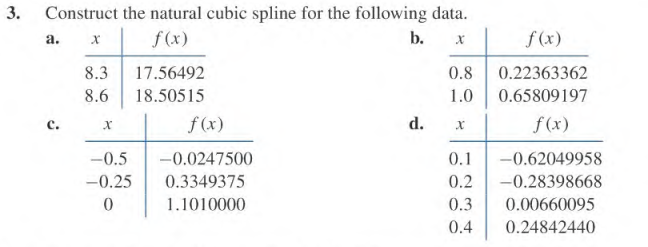 3. Construct the natural cubic spline for the following data.
a. x f(x) b. x f(x)
8.3 17.56492 0.8 0.22363362
8.6 18.50515 1.0 0.65809197
c. x f(x) d. x f(x)
-0.5 -0.0247500 0.1 -0.62049958
-0.25 0.3349375 0.2 -0.28398668
0 1.1010000 0.3 0.00660095
0.4 0.24842440